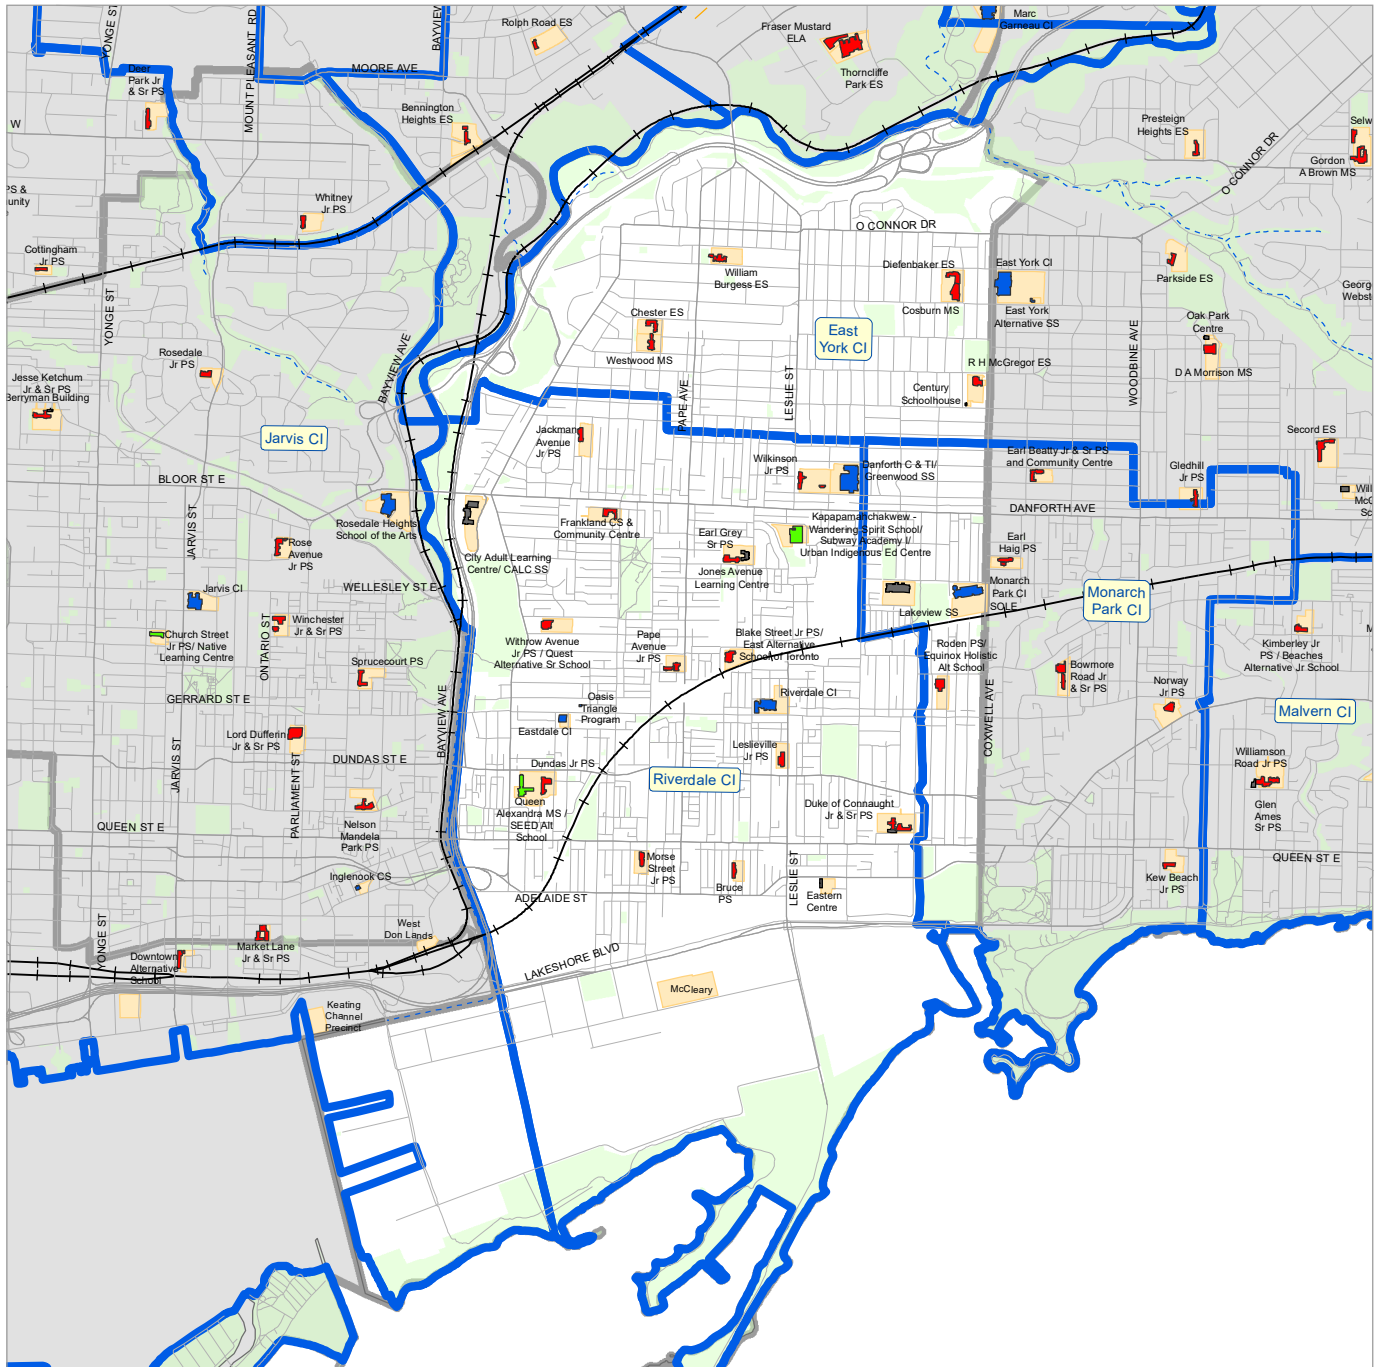 YONGE ST
MOUNT PLEASANT RD
BAYVIEW
Rolph Road ES
Fraser Mustard
ELA
Thorncliffe
Park ES
Marc
Garneau CI
Deer
Park Jr
& Sr PS
MOORE AVE
Bennington
Heights ES
W
Presteign
Heights ES
O CONNOR DR
Selw
Gordon
A Brown MS
PS &
unity
Whitney
Jr PS
Cottingham
Jr PS
O CONNOR DR
William
Burgess ES
Diefenbaker ES
Cosburn MS
East York CI
East York
Alternative SS
Parkside ES
Georg
Webst
YONGE ST
Chester ES
Westwood MS
East
York CI
Oak Park
Centre
D A Morrison MS
WOODBINE AVE
Rosedale
Jr PS
BAYVIEW AVE
Jesse Ketchum
Jr & Sr PS
Berryman Building
R H McGregor ES
Century
Schoolhouse
PAPE AVE
LESLIE ST
Jarvis CI
Jackman
Avenue
Jr PS
Wilkinson
Jr PS
Danforth C & TI/
Greenwood SS
Earl Beatty Jr & Sr PS
and Community Centre
Secord ES
Gledhill
Jr PS
BLOOR ST E
Will
McC
Sc
DANFORTH AVE
Rosedale Heights
School of the Arts
JARVIS ST
Frankland CS &
Community Centre
Earl Grey
Sr PS
Jones Avenue
Learning Centre
Kapapamahchakwew -
Wandering Spirit School/
Subway Academy I/
Urban Indigenous Ed Centre
Earl
Haig PS
Rose
Avenue
Jr PS
City Adult Learning
Centre/ CALC SS
WELLESLEY ST E
Jarvis CI
Lakeview SS
Monarch
Park CI
SOLE
Monarch
Park CI
Church Street
Jr PS/ Native
Learning Centre
ONTARIO ST
Winchester
Jr & Sr PS
Withrow Avenue
Jr PS / Quest
Alternative Sr School
Pape
Avenue
Jr PS
Blake Street Jr PS/
East Alternative
School of Toronto
Roden PS/
Equinox Holistic
Alt School
Kimberley Jr
PS / Beaches
Alternative Jr School
M
Sprucecourt PS
GERRARD ST E
BAYVIEW AVE
Oasis
Triangle
Program
Eastdale CI
Riverdale CI
COXWELL AVE
Bowmore
Road Jr
& Sr PS
Norway
Jr PS
Malvern CI
Lord Dufferin
Jr & Sr PS
JARVIS ST
DUNDAS ST E
Dundas Jr PS
Leslieville
Jr PS
Riverdale CI
Williamson
Road Jr PS
PARLIAMENT ST
Queen
Alexandra MS /
SEED Alt
School
Duke of Connaught
Jr & Sr PS
Glen
Ames
Sr PS
QUEEN ST E
Nelson
Mandela
Park PS
QUEEN ST E
Inglenook CS
Morse
Street
Jr PS
Bruce
PS
LESLIE ST
Eastern
Centre
Kew Beach
Jr PS
ADELAIDE ST
YONGE ST
West
Don Lands
Market Lane
Jr & Sr PS
Downtown
Alternative
School
LAKESHORE BLVD
McCleary
Keating
Channel
Precinct